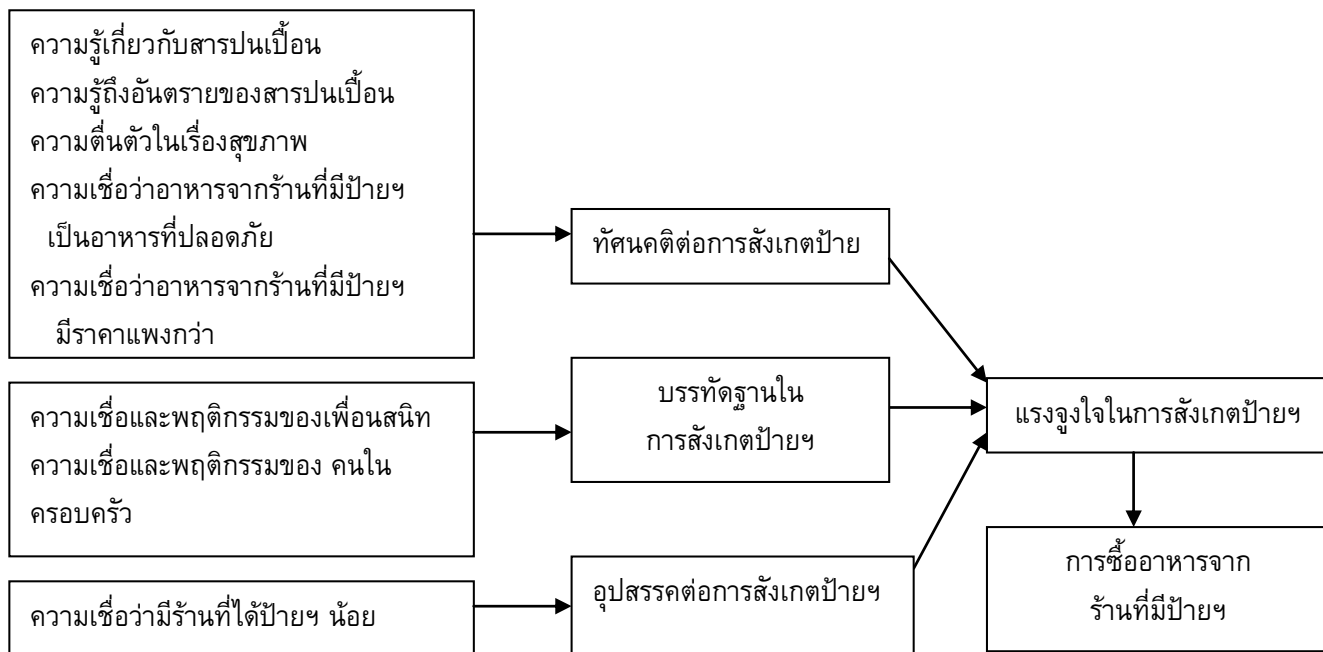 ความรู้เกี่ยวกับสารปนเปื้อน
ความรู้ถึงอันตรายของสารปนเปื้อน
ความตื่นตัวในเรื่องสุขภาพ
ความเชื่อว่าอาหารจากร้านที่มีป้ายฯ
เป็นอาหารที่ปลอดภัย
ความเชื่อว่าอาหารจากร้านที่มีป้ายฯ
มีราคาแพงกว่า
ทัศนคติต่อการสังเกตป้าย
ความเชื่อและพฤติกรรมของเพื่อนสนิท
ความเชื่อและพฤติกรรมของ คนใน
ครอบครัว
บรรทัดฐานใน
การสังเกตป้ายฯ
แรงจูงใจในการสังเกตป้ายฯ
ความเชื่อว่ามีร้านที่ได้ป้ายฯ น้อย
อุปสรรคต่อการสังเกตป้ายฯ
การซื้ออาหารจาก
ร้านที่มีป้ายฯ